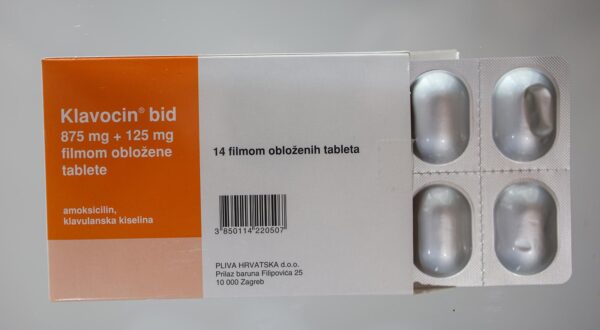 Klavocin® bid
875 mg + 125 mg
filmom obložene
tablete
amoksicilin,
klavulanska kiselina
14 filmom obloženih tableta
3 850114 220507
PLIVA HRVATSKA d.o.o.
Prilaz baruna Filipovića 25
10 000 Zagreb